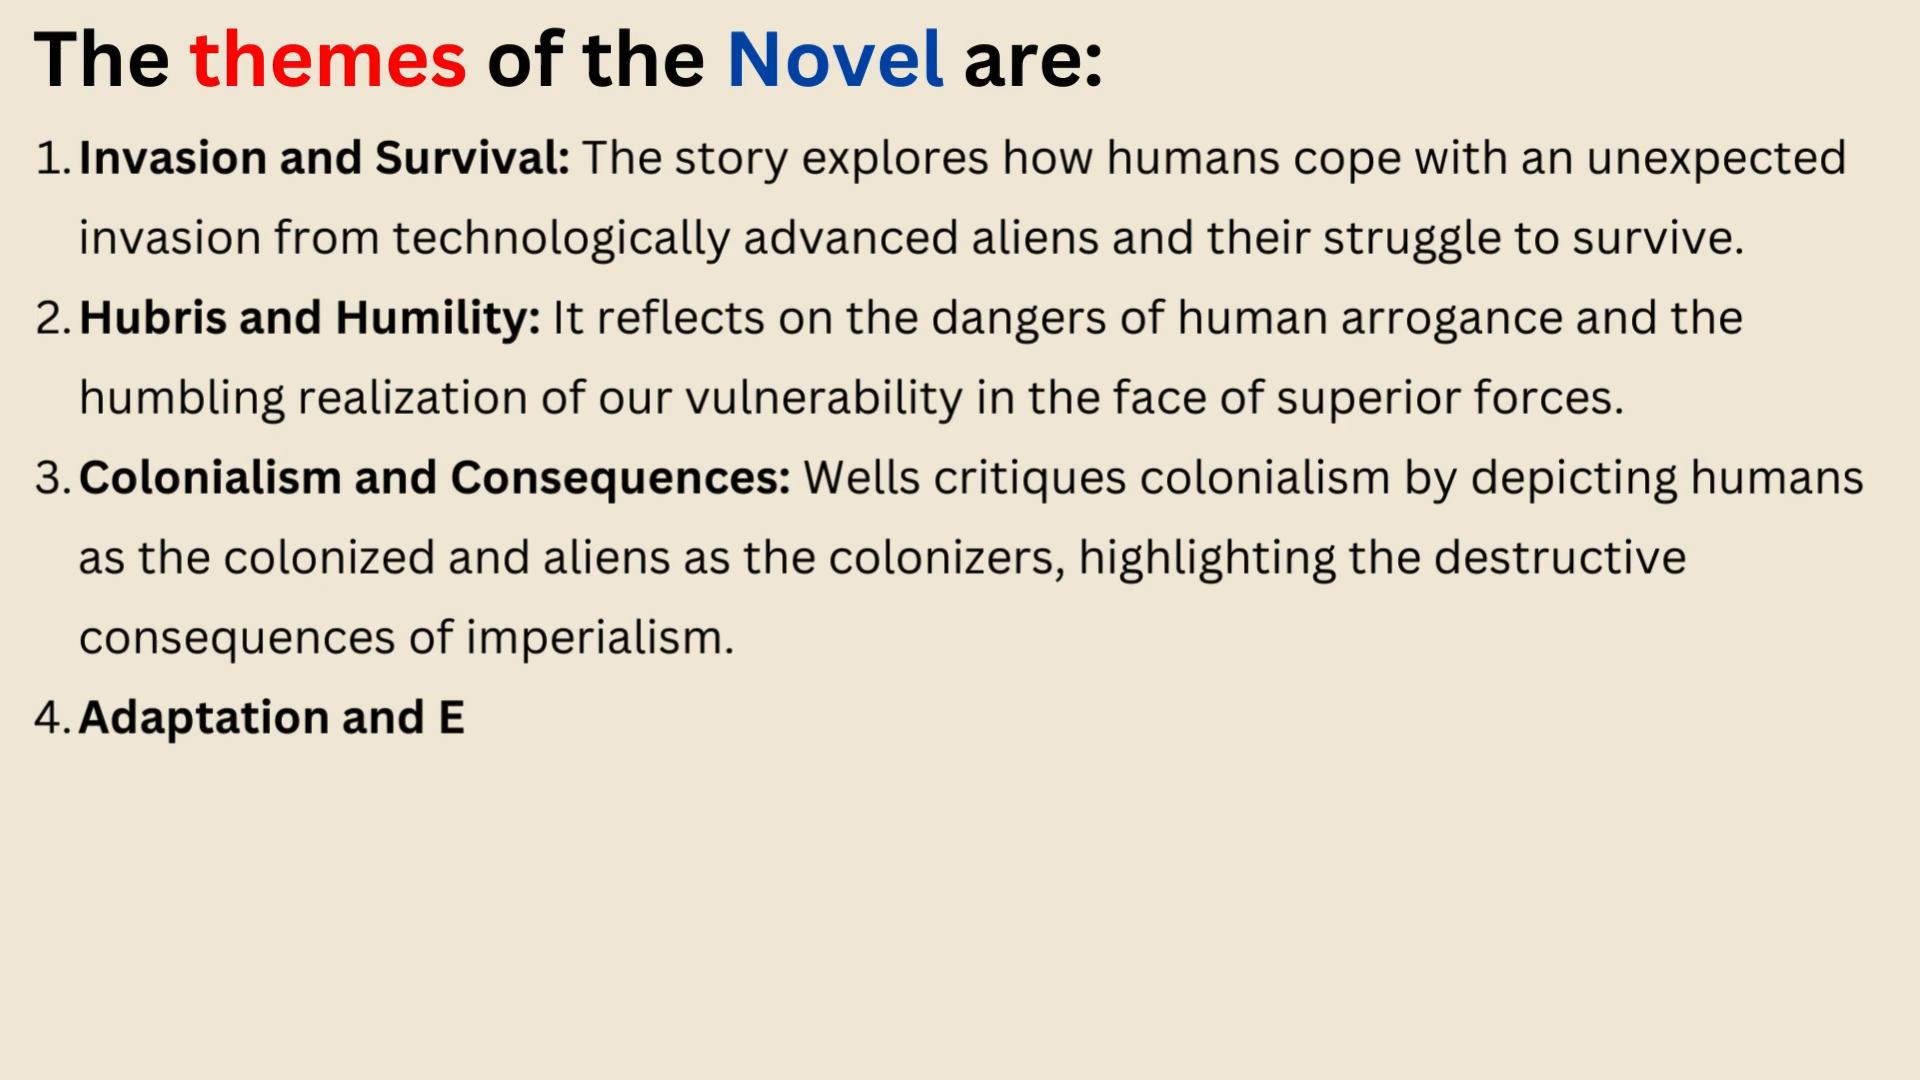 The themes of the Novel are:
1. Invasion and Survival: The story explores how humans cope with an unexpected
invasion from technologically advanced aliens and their struggle to survive.
2. Hubris and Humility: It reflects on the dangers of human arrogance and the
humbling realization of our vulnerability in the face of superior forces.
3. Colonialism and Consequences: Wells critiques colonialism by depicting humans
as the colonized and aliens as the colonizers, highlighting the destructive
consequences of imperialism.
4. Adaptation and E